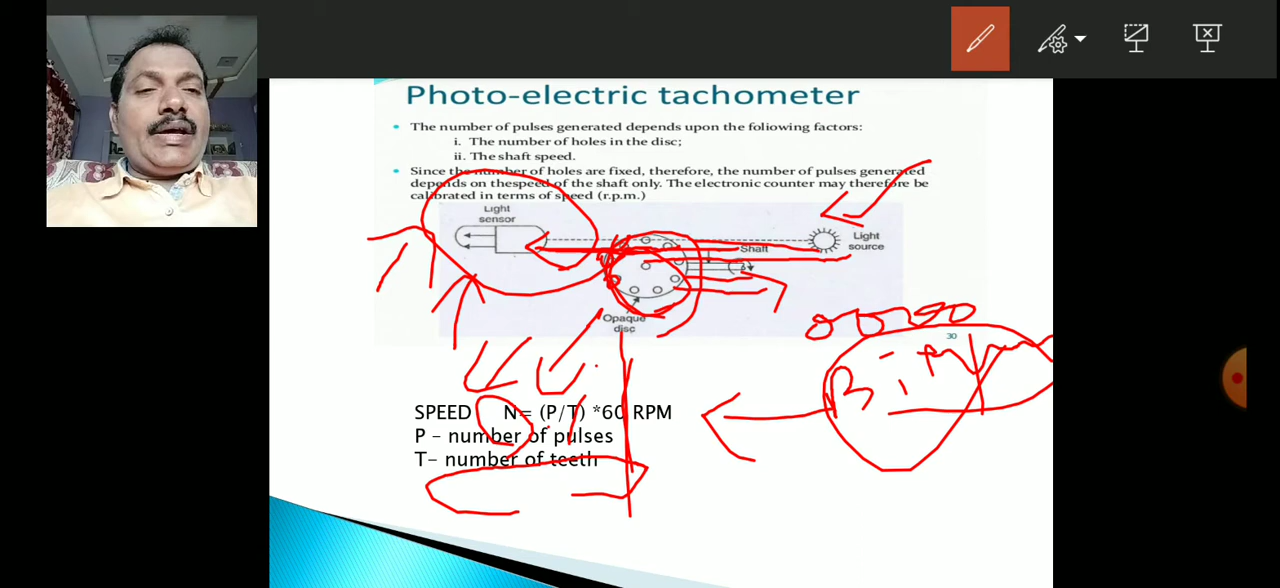 Photo-electric tachometer
The number of pulses generated depends upon the following factors:
i. The number of holes in the disc;
ii. The shaft speed.
Since the number of holes are fixed, therefore, the number of pulses generated
depends on thespeed of the shaft only. The electronic counter may therefore be
calibrated in terms of speed (r.p.m.)
Light
sensor
Shaft
Light
source
Opaque
disc
30
SPEED N= (P/T) *60 RPM
P - number of pulses
T- number of teeth